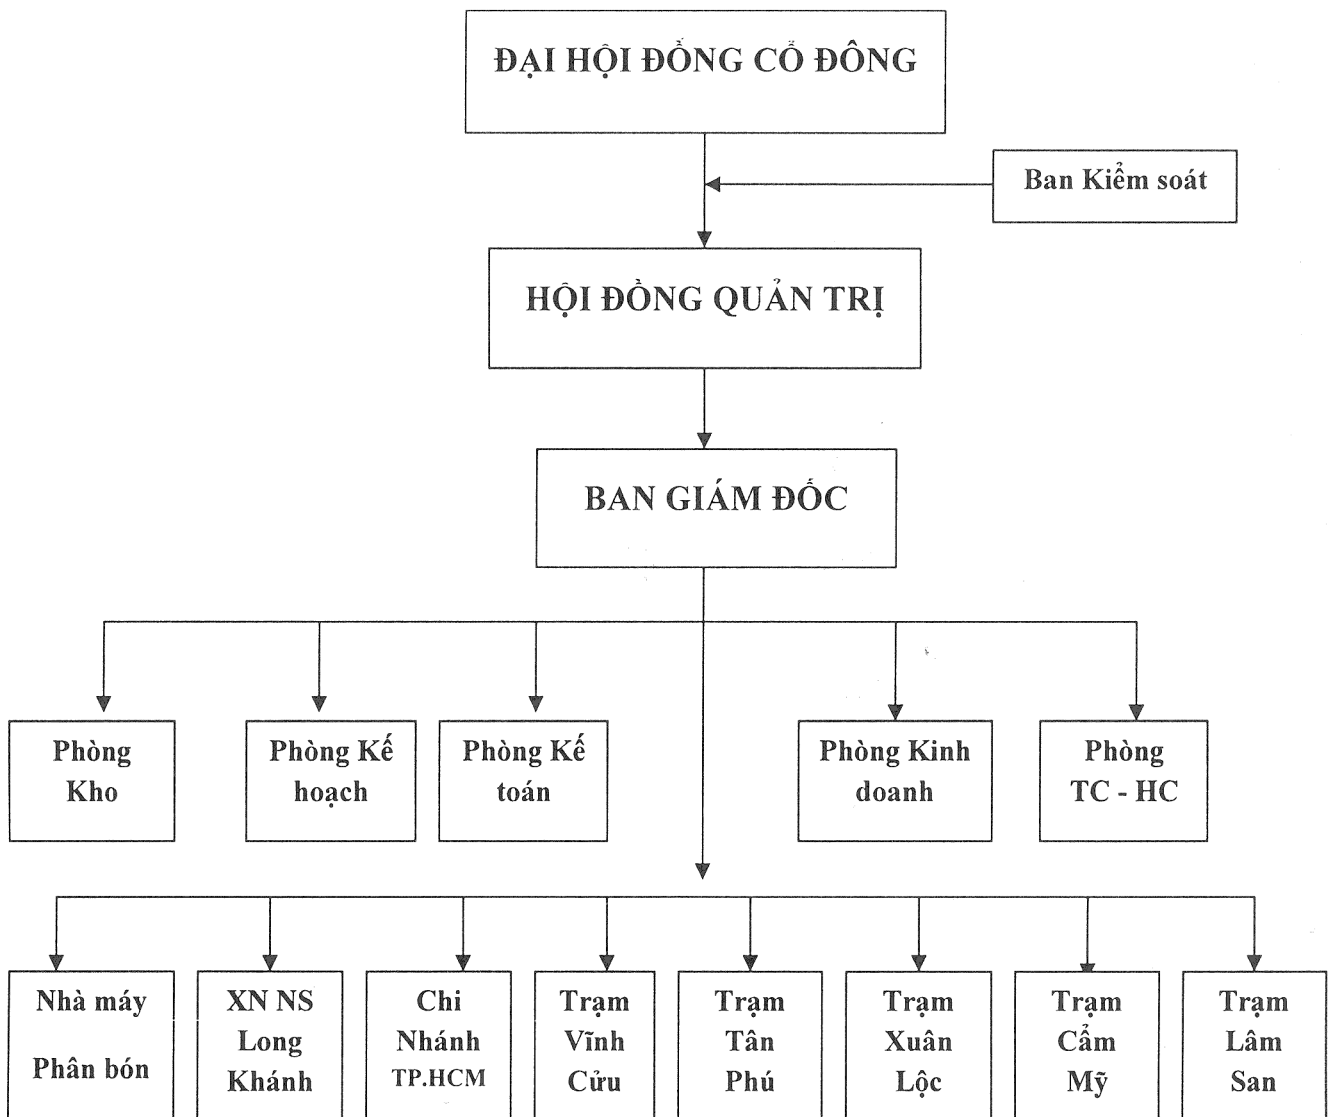 ĐẠI HỘI ĐỒNG CỔ ĐÔNG
Ban Kiểm soát
HỘI ĐỒNG QUẢN TRỊ
BAN GIÁM ĐỐC
Phòng
Kho
Phòng Kế
hoạch
Phòng Kế
toán
Phòng Kinh
doanh
Phòng
TC - HC
Nhà máy
Phân bón
XN NS
Long
Khánh
Chi
Nhánh
TP.HCM
Trạm
Vĩnh
Cửu
Trạm
Tân
Phú
Trạm
Xuân
Lộc
Trạm
Cẩm
Mỹ
Trạm
Lâm
San